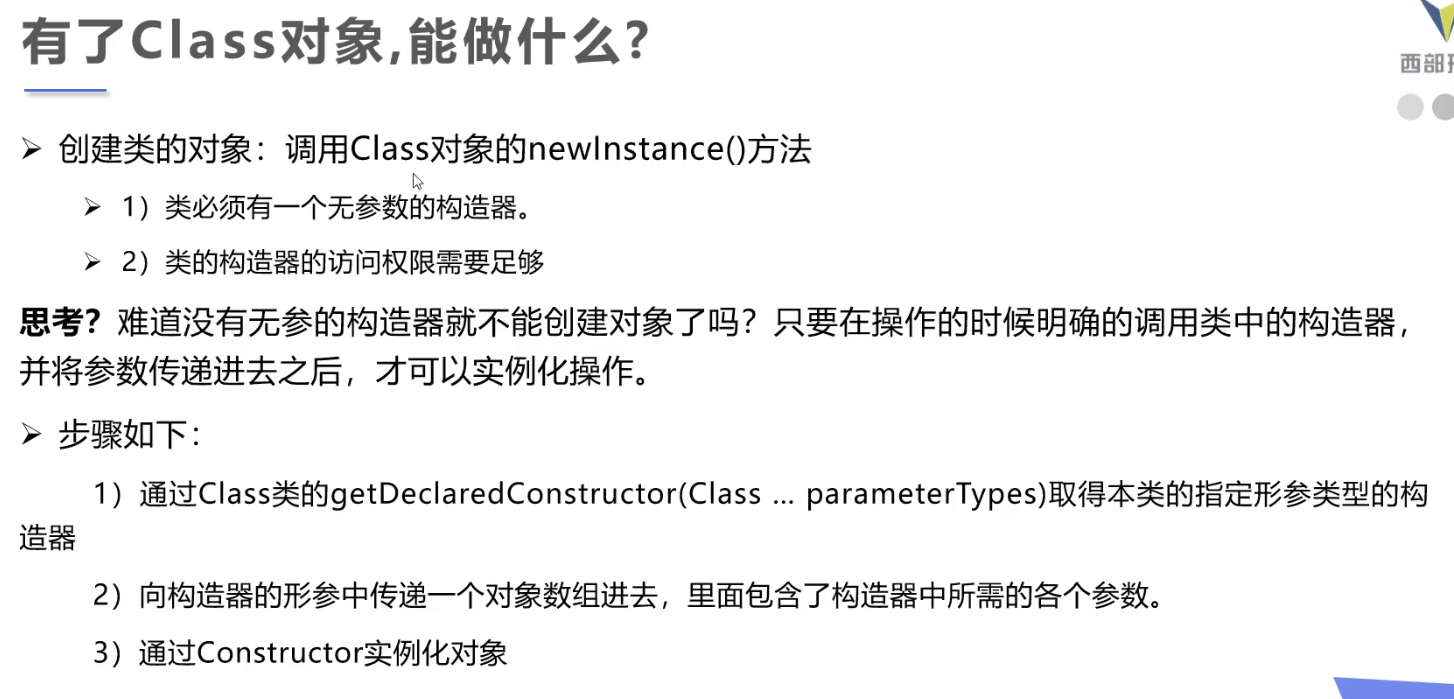 有了Class对象,能做什么?
西部开
创建类的对象：调用Class对象的newInstance()方法
1）类必须有一个无参数的构造器。
2）类的构造器的访问权限需要足够
思考？难道没有无参的构造器就不能创建对象了吗？只要在操作的时候明确的调用类中的构造器，
并将参数传递进去之后，才可以实例化操作。
步骤如下：
1）通过Class类的getDeclaredConstructor(Class … parameterTypes)取得本类的指定形参类型的构
造器
2）向构造器的形参中传递一个对象数组进去，里面包含了构造器中所需的各个参数。
3）通过Constructor实例化对象